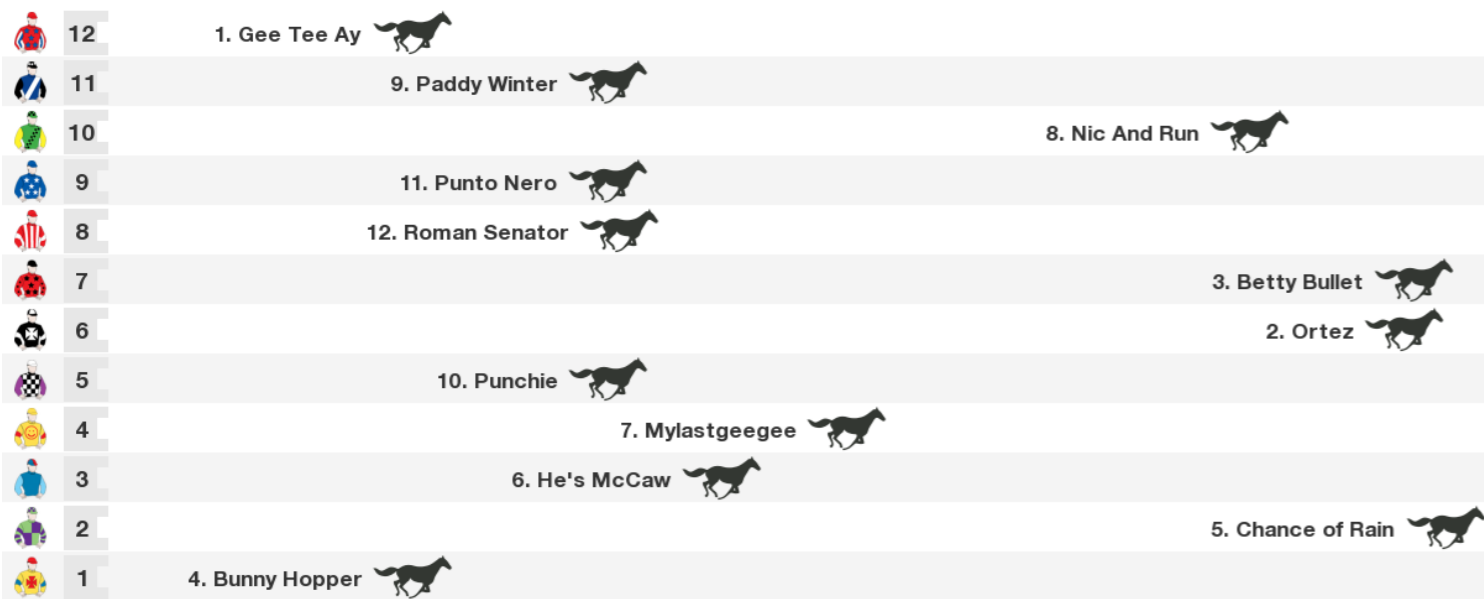 12 1. Gee Tee Ay
11 9. Paddy Winter
10 8. Nic And Run
9 11. Punto Nero
8 12. Roman Senator
7 3. Betty Bullet
6 2. Ortez
5 10. Punchie
4 7. Mylastgeegee
3 6. He's McCaw
2 5. Chance of Rain
1 4. Bunny Hopper